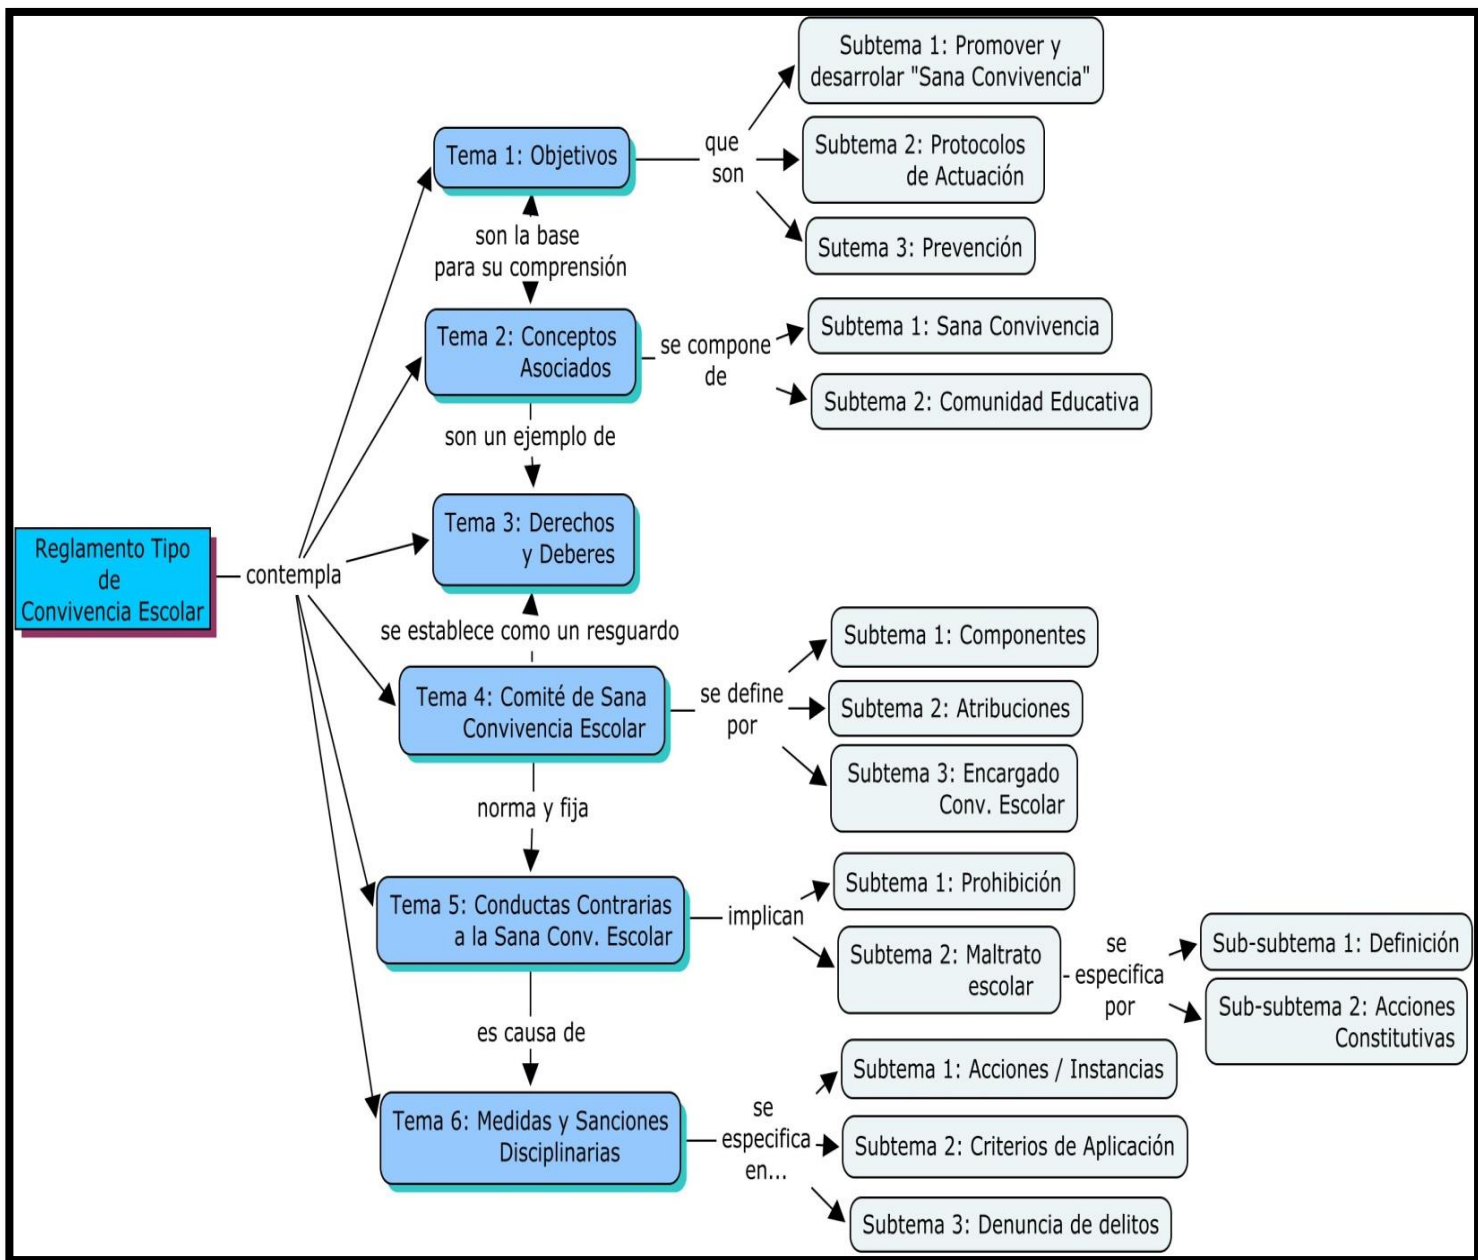 Reglamento Tipo
de
Convivencia Escolar
contempla
Tema 1: Objetivos
que
son
Subtema 1: Promover y
desarrolar "Sana Convivencia"
Subtema 2: Protocolos
de Actuación
Sutema 3: Prevención
son la base
para su comprensión
Tema 2: Conceptos
Asociados
se compone
de
Subtema 1: Sana Convivencia
Subtema 2: Comunidad Educativa
son un ejemplo de
Tema 3: Derechos
y Deberes
se establece como un resguardo
Tema 4: Comité de Sana
Convivencia Escolar
se define
por
Subtema 1: Componentes
Subtema 2: Atribuciones
Subtema 3: Encargado
Conv. Escolar
norma y fija
Tema 5: Conductas Contrarias
a la Sana Conv. Escolar
implican
Subtema 1: Prohibición
Subtema 2: Maltrato
escolar
se
especifica
por
Sub-subtema 1: Definición
Sub-subtema 2: Acciones
Constitutivas
es causa de
Tema 6: Medidas y Sanciones
Disciplinarias
se
especifica
en...
Subtema 1: Acciones / Instancias
Subtema 2: Criterios de Aplicación
Subtema 3: Denuncia de delitos